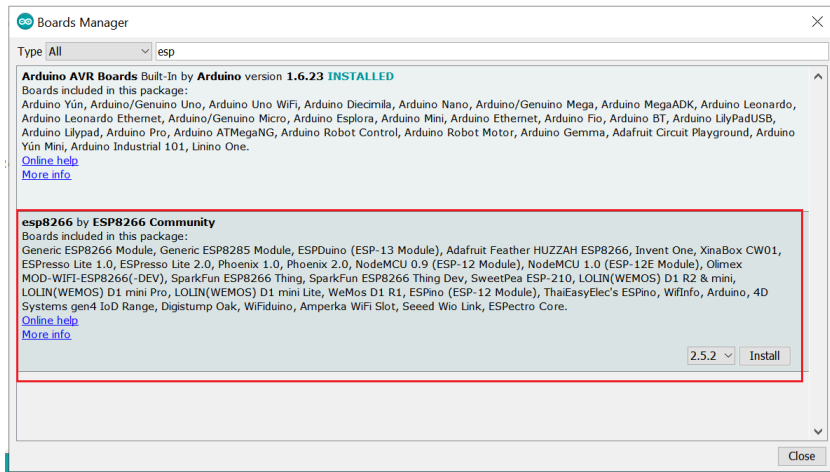 Boards Manager
Type All esp
Arduino AVR Boards Built-In by Arduino version 1.6.23 INSTALLED
Boards included in this package:
Arduino Yún, Arduino/Genuino Uno, Arduino Uno WiFi, Arduino Diecimila, Arduino Nano, Arduino/Genuino Mega, Arduino MegaADK, Arduino Leonardo,
Arduino Leonardo Ethernet, Arduino/Genuino Micro, Arduino Esplora, Arduino Mini, Arduino Ethernet, Arduino Fio, Arduino BT, Arduino LilyPadUSB,
Arduino Lilypad, Arduino Pro, Arduino ATMegaNG, Arduino Robot Control, Arduino Robot Motor, Arduino Gemma, Adafruit Circuit Playground, Arduino
Yún Mini, Arduino Industrial 101, Linino One.
Online help
More info
esp8266 by ESP8266 Community
Boards included in this package:
Generic ESP8266 Module, Generic ESP8285 Module, ESPDuino (ESP-13 Module), Adafruit Feather HUZZAH ESP8266, Invent One, XinaBox CW01,
ESPresso Lite 1.0, ESPresso Lite 2.0, Phoenix 1.0, Phoenix 2.0, NodeMCU 0.9 (ESP-12 Module), NodeMCU 1.0 (ESP-12E Module), Olimex
MOD-WIFI-ESP8266(-DEV), SparkFun ESP8266 Thing, SparkFun ESP8266 Thing Dev, SweetPea ESP-210, LOLIN(WEMOS) D1 R2 & mini,
LOLIN(WEMOS) D1 mini Pro, LOLIN(WEMOS) D1 mini Lite, WeMos D1 R1, ESPino (ESP-12 Module), ThaiEasyElec's ESPino, WifInfo, Arduino, 4D
Systems gen4 IoD Range, Digistump Oak, WiFiduino, Amperka WiFi Slot, Seeed Wio Link, ESPectro Core.
Online help
More info
2.5.2 Install
Close